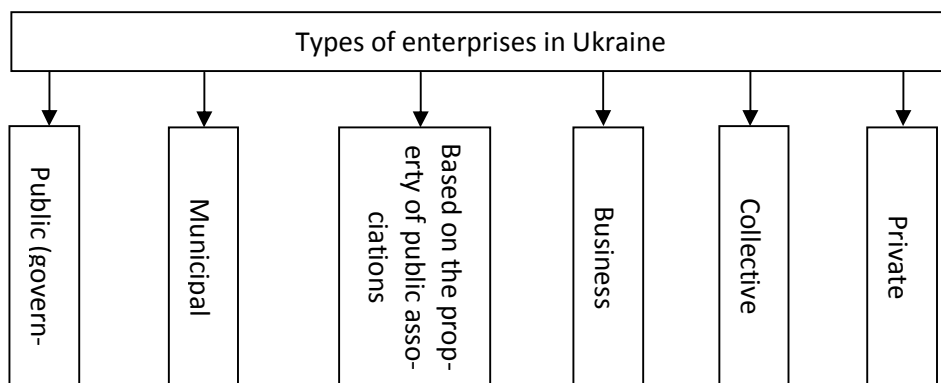 Types of enterprises in Ukraine
Public (govern-
Municipal
Based on the prop-
erty of public asso-
ciations
Business
Collective
Private